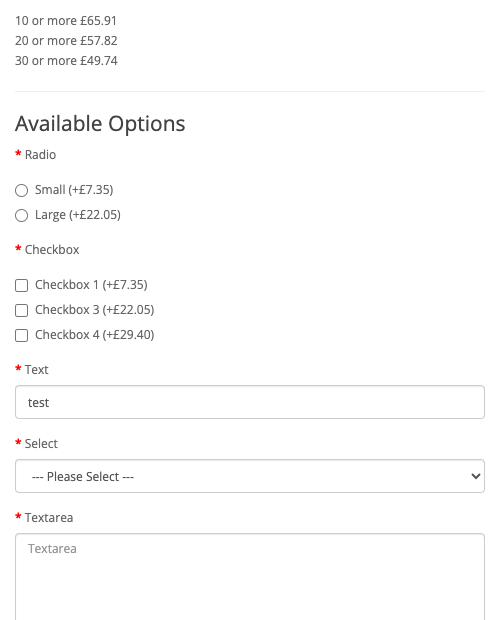 10 or more £65.91
20 or more £57.82
30 or more £49.74
Available Options
* Radio
Small (+£7.35)
Large (+£22.05)
* Checkbox
Checkbox 1 (+£7.35)
Checkbox 3 (+£22.05)
Checkbox 4 (+£29.40)
* Text
test
* Select
--- Please Select ---
* Textarea
Textarea